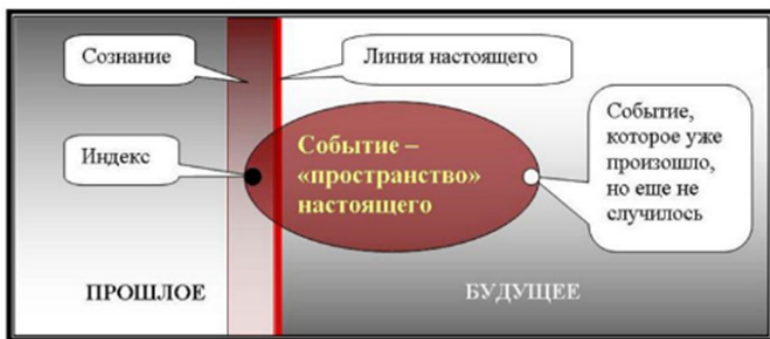 Сознание
Линия настоящего
Индекс
Событие –
«пространство»
настоящего
Событие,
которое уже
произошло,
но еще не
случилось
ПРОШЛОЕ
БУДУЩЕЕ